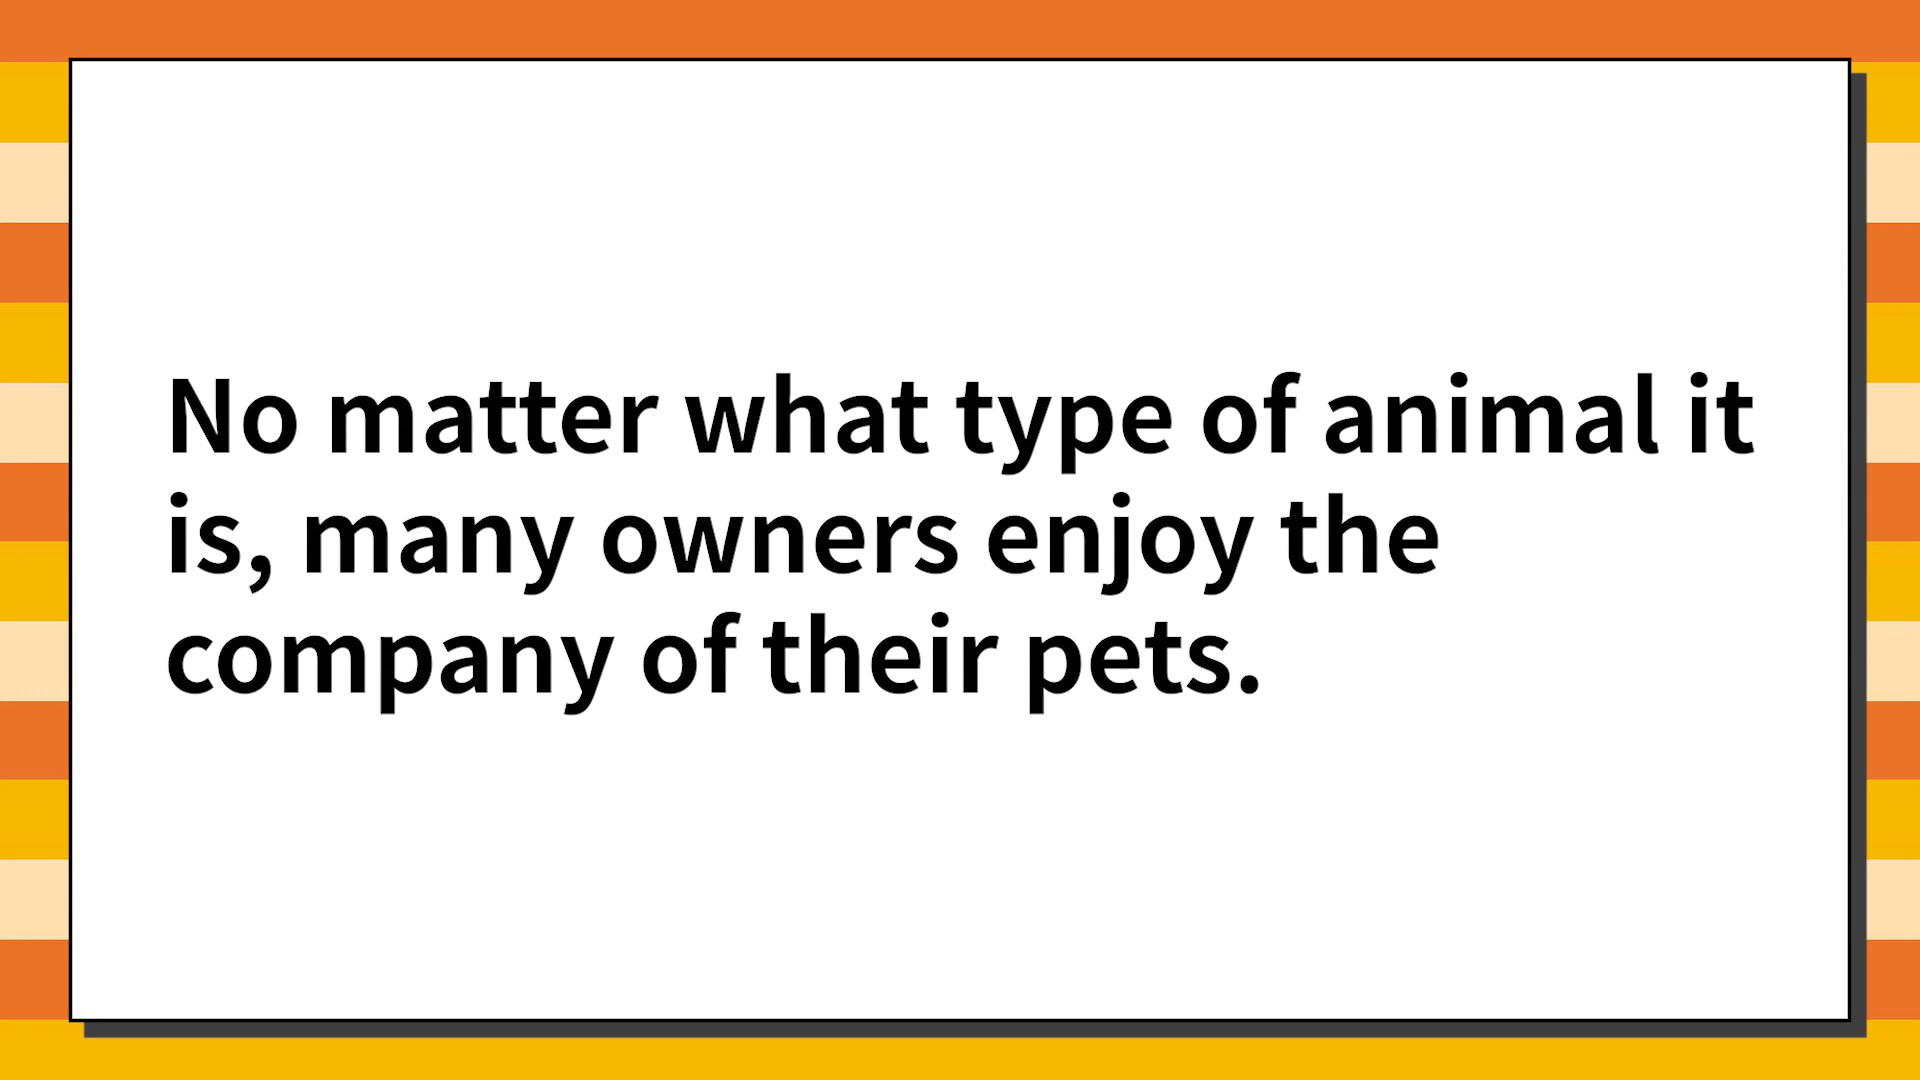 No matter what type of animal it
is, many owners enjoy the
company of their pets.